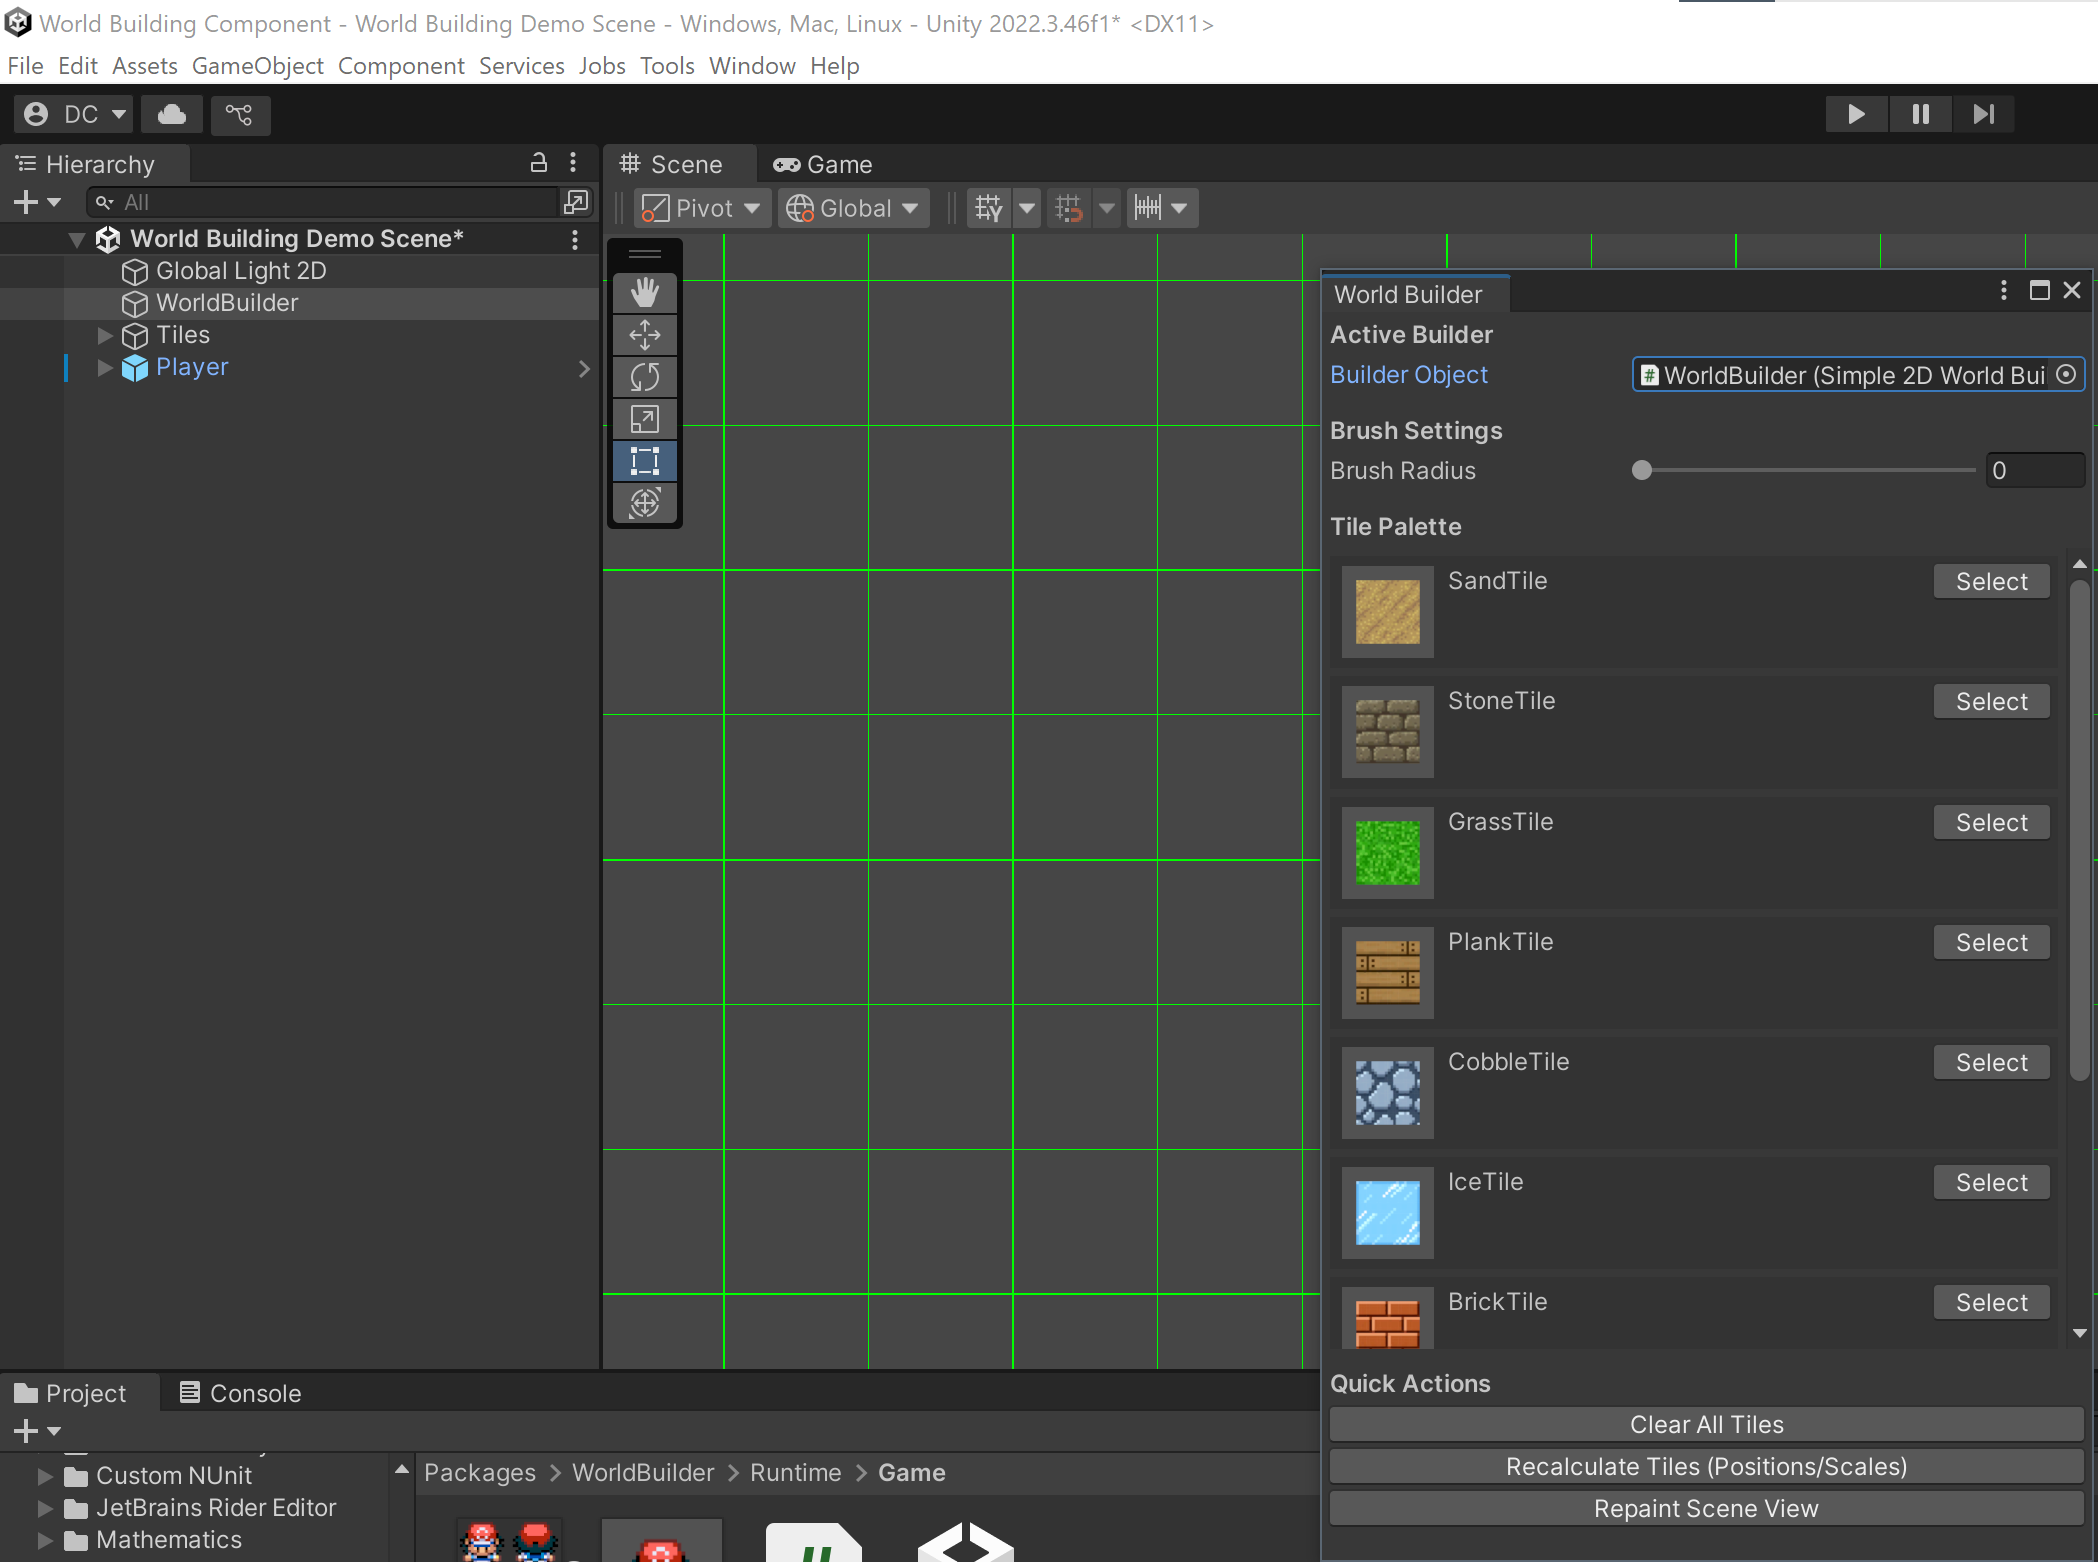 World Building Component - World Building Demo Scene - Windows, Mac, Linux - Unity 2022.3.46f1* <DX11>
File Edit Assets GameObject Component Services Jobs Tools Window Help
DC
Hierarchy
All
World Building Demo Scene*
Global Light 2D
WorldBuilder
Tiles
Player
Scene Game
Pivot Global
World Builder
Active Builder
Builder Object WorldBuilder (Simple 2D World Bui
Brush Settings
Brush Radius 0
Tile Palette
SandTile Select
StoneTile Select
GrassTile Select
PlankTile Select
CobbleTile Select
IceTile Select
BrickTile Select
Quick Actions
Clear All Tiles
Recalculate Tiles (Positions/Scales)
Repaint Scene View
Project Console
Custom NUnit
JetBrains Rider Editor
Mathematics
Packages > WorldBuilder > Runtime > Game